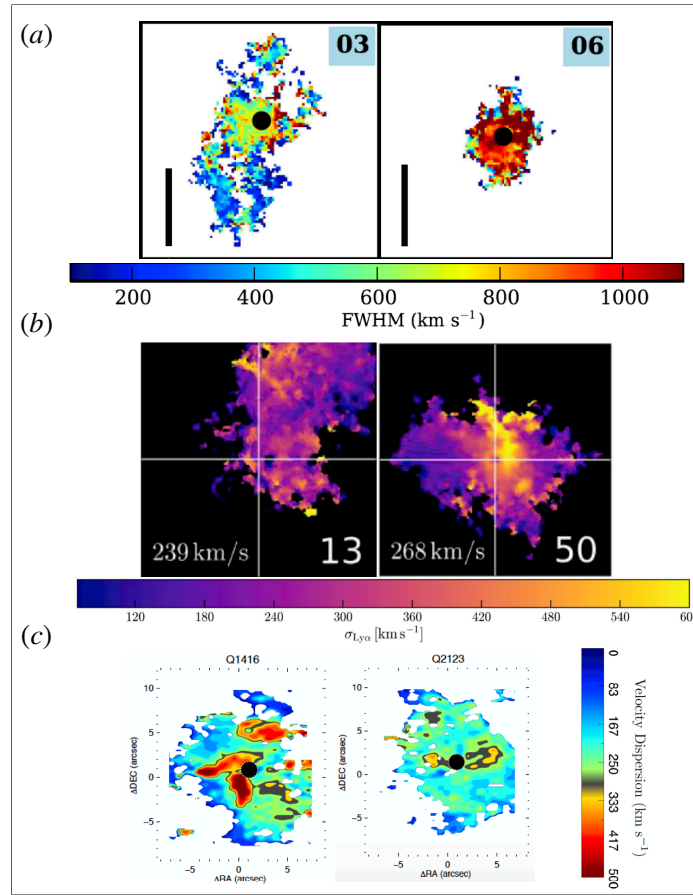 (a)
03
06
200 400 600 800 1000
FWHM (km s⁻¹)
(b)
239 km/s
13
268 km/s
50
120 180 240 300 360 420 480 540 60
σLyα [km s⁻¹]
(c)
Q1416
Q2123
10
5
0
−5
ΔDEC (arcsec)
−5 0 5
ΔRA (arcsec)
10
5
0
−5
ΔDEC (arcsec)
−5 0 5
ΔRA (arcsec)
0
83
167
250
333
417
500
Velocity Dispersion (km s⁻¹)